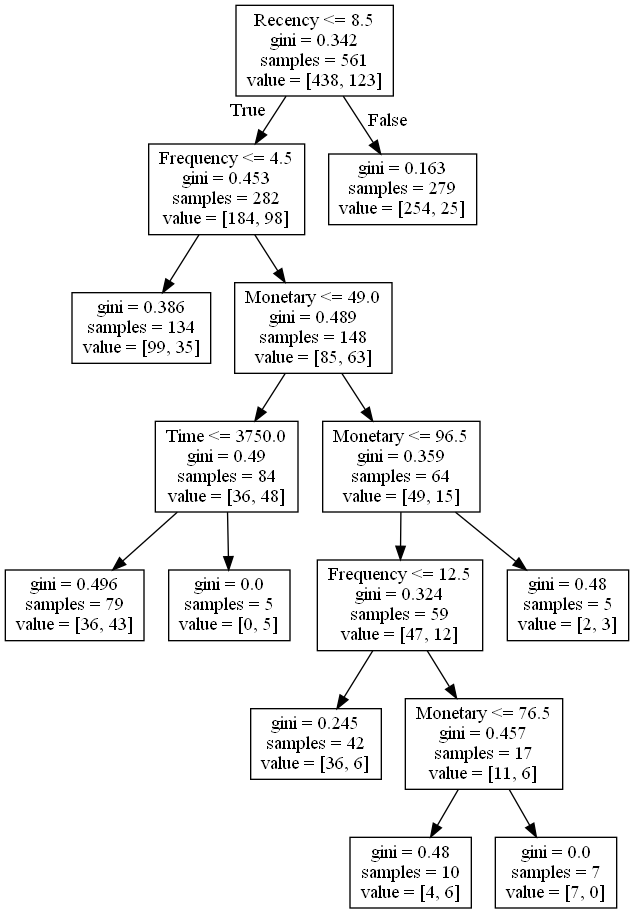 Recency <= 8.5
gini = 0.342
samples = 561
value = [438, 123]
True
False
Frequency <= 4.5
gini = 0.453
samples = 282
value = [184, 98]
gini = 0.163
samples = 279
value = [254, 25]
gini = 0.386
samples = 134
value = [99, 35]
Monetary <= 49.0
gini = 0.489
samples = 148
value = [85, 63]
Time <= 3750.0
gini = 0.49
samples = 84
value = [36, 48]
Monetary <= 96.5
gini = 0.359
samples = 64
value = [49, 15]
gini = 0.496
samples = 79
value = [36, 43]
gini = 0.0
samples = 5
value = [0, 5]
Frequency <= 12.5
gini = 0.324
samples = 59
value = [47, 12]
gini = 0.48
samples = 5
value = [2, 3]
gini = 0.245
samples = 42
value = [36, 6]
Monetary <= 76.5
gini = 0.457
samples = 17
value = [11, 6]
gini = 0.48
samples = 10
value = [4, 6]
gini = 0.0
samples = 7
value = [7, 0]